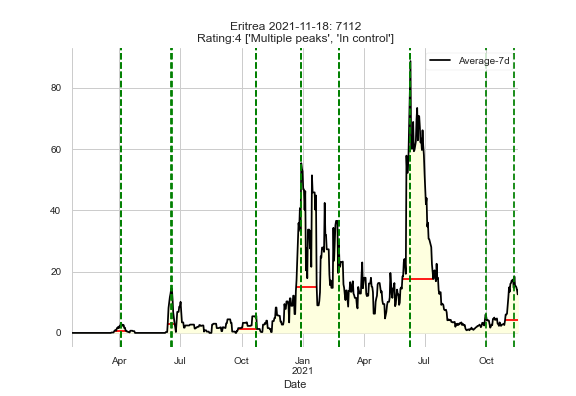 Eritrea 2021-11-18: 7112
Rating:4 ['Multiple peaks', 'In control']
Average-7d
80
60
40
20
0
Apr Jul Oct Jan Apr Jul Oct
2021
Date